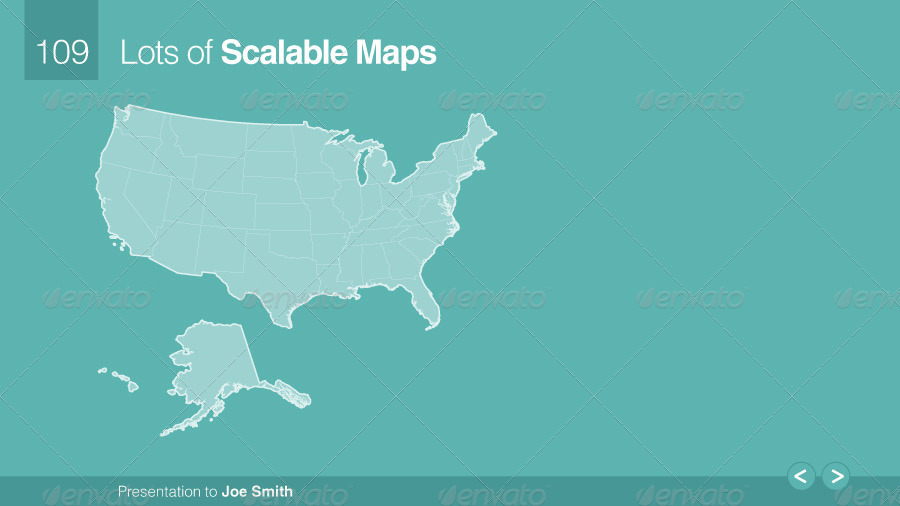 109
Lots of Scalable Maps
envato envato envato envato envato
envato envato envato envato envato
Presentation to Joe Smith
< >
envato envato envato envato envato